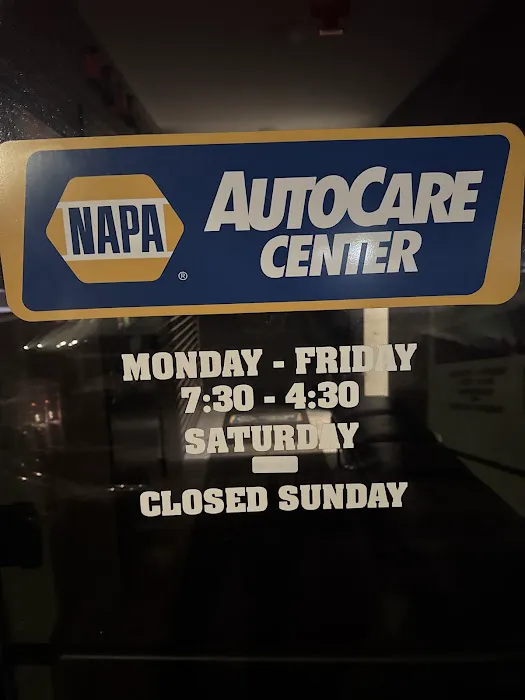 NAPA
®
AUTOCARE
CENTER
MONDAY - FRIDAY
7:30 - 4:30
SATURDAY
CLOSED SUNDAY